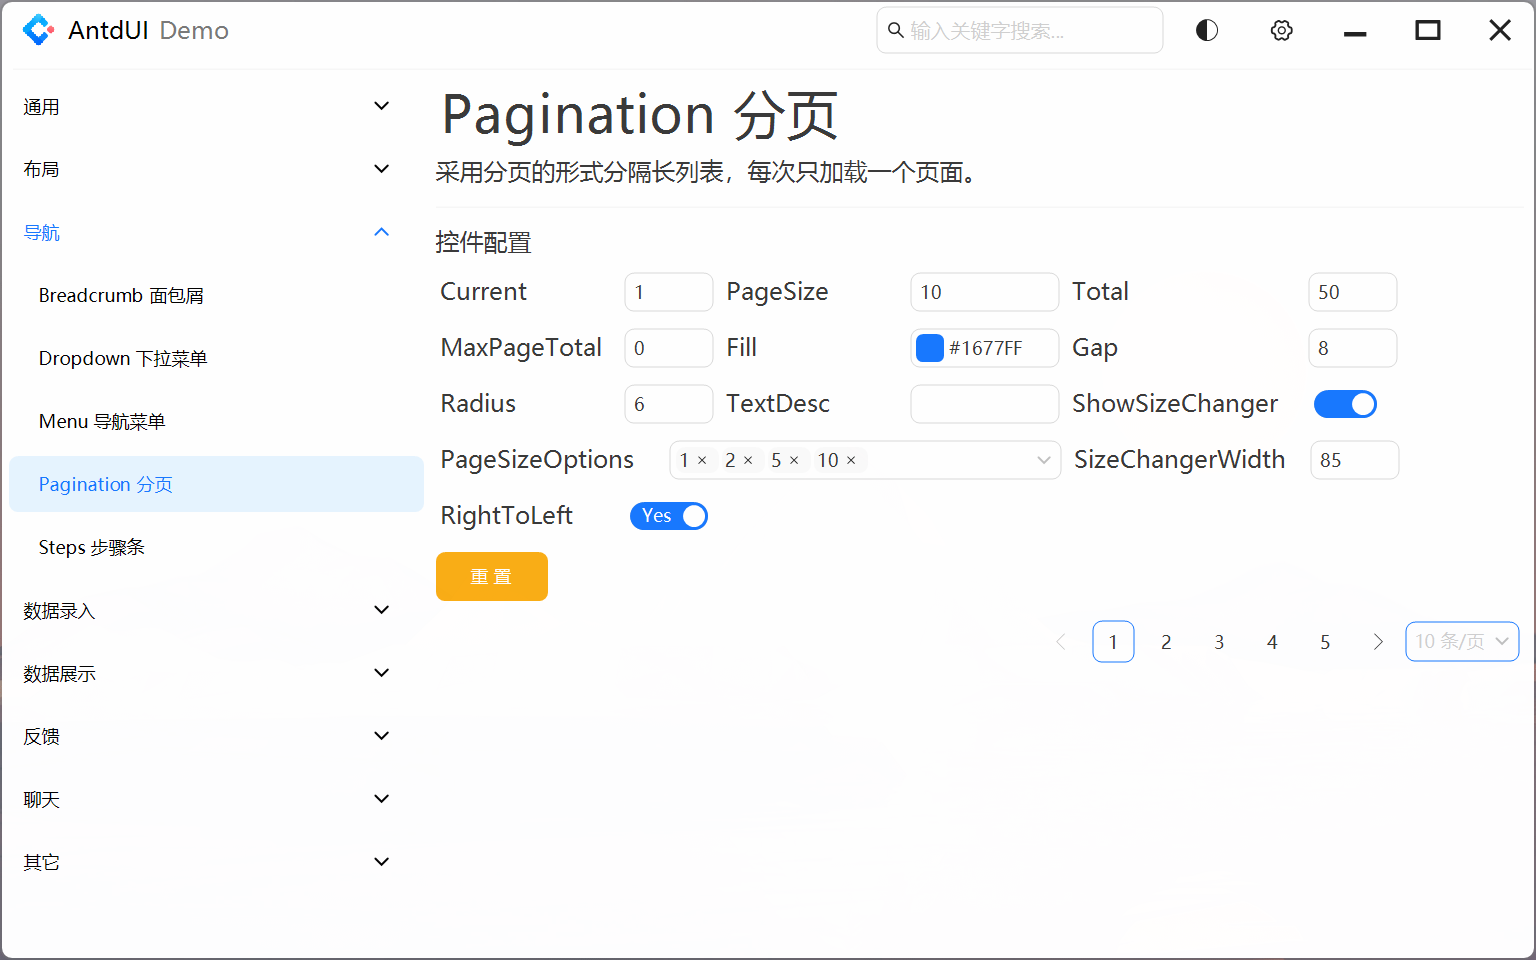 AntdUI Demo
输入关键字搜索...
通用
布局
导航
Breadcrumb 面包屑
Dropdown 下拉菜单
Menu 导航菜单
Pagination 分页
Steps 步骤条
数据录入
数据展示
反馈
聊天
其它
Pagination 分页
采用分页的形式分隔长列表，每次只加载一个页面。
控件配置
Current 1 PageSize 10 Total 50
MaxPageTotal 0 Fill #1677FF Gap 8
Radius 6 TextDesc ShowSizeChanger
PageSizeOptions 1 × 2 × 5 × 10 × SizeChangerWidth 85
RightToLeft Yes
重 置
1 2 3 4 5 10 条/页